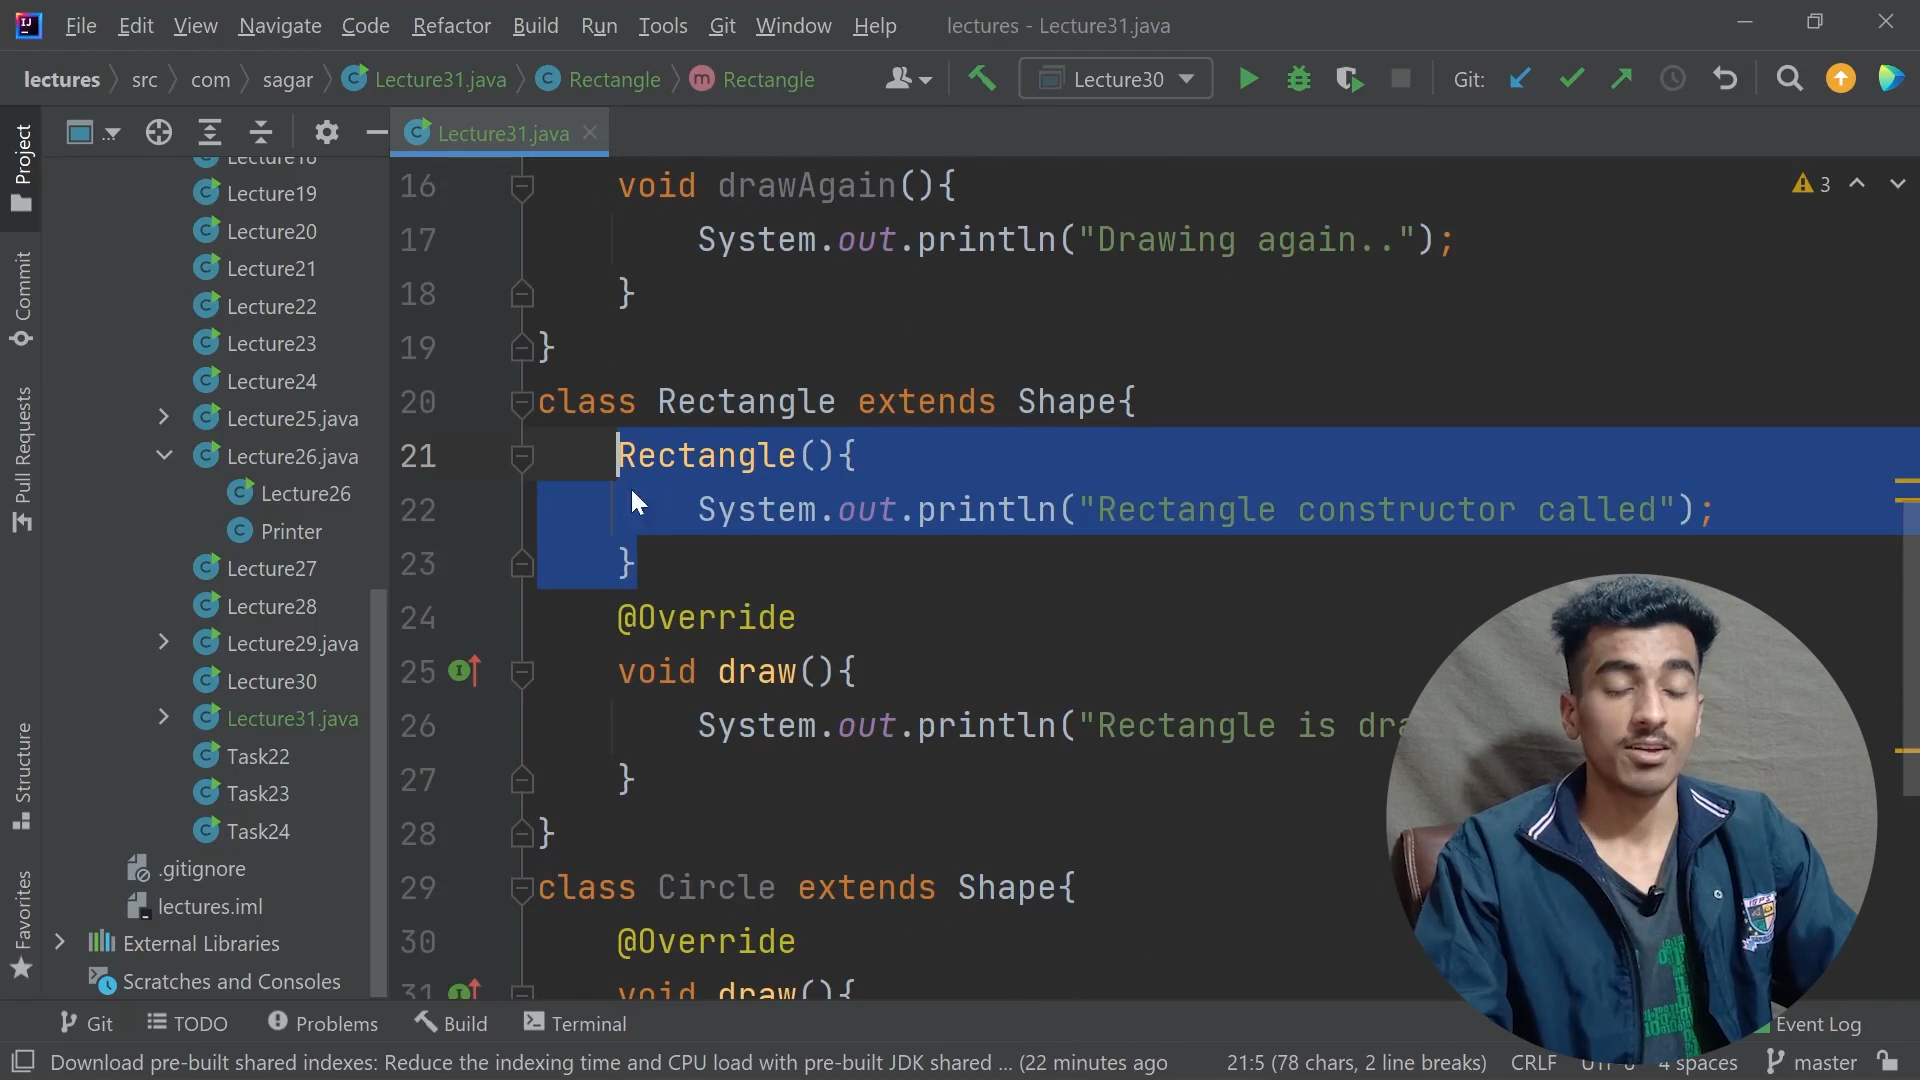 File Edit View Navigate Code Refactor Build Run Tools Git Window Help lectures - Lecture31.java
lectures src com sagar Lecture31.java Rectangle Rectangle Lecture30 Git:
Lecture31.java
Project
Commit
Pull Requests
Structure
Favorites
Lecture18
Lecture19
Lecture20
Lecture21
Lecture22
Lecture23
Lecture24
Lecture25.java
Lecture26.java
Lecture26
Printer
Lecture27
Lecture28
Lecture29.java
Lecture30
Lecture31.java
Task22
Task23
Task24
.gitignore
lectures.iml
External Libraries
Scratches and Consoles
3
16 void drawAgain(){
17 System.out.println("Drawing again..");
18 }
19 }
20 class Rectangle extends Shape{
21 Rectangle(){
22 System.out.println("Rectangle constructor called");
23 }
24 @Override
25 void draw(){
26 System.out.println("Rectangle is
27 }
28 }
29 class Circle extends Shape{
30 @Override
31 void draw(){
Git TODO Problems Build Terminal Event Log
Download pre-built shared indexes: Reduce the indexing time and CPU load with pre-built JDK shared ... (22 minutes ago 21:5 (78 chars, 2 line breaks) CRLF 4 spaces master